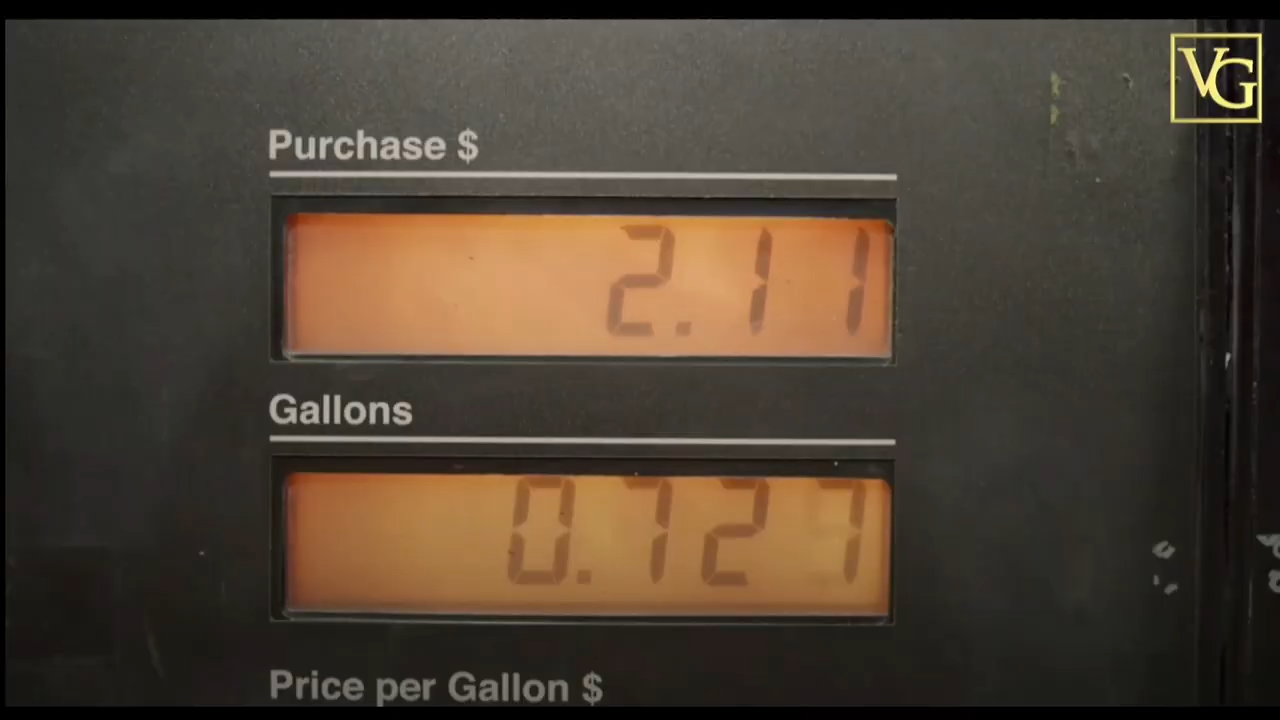 VG
Purchase $
2.11
Gallons
0.727
Price per Gallon $